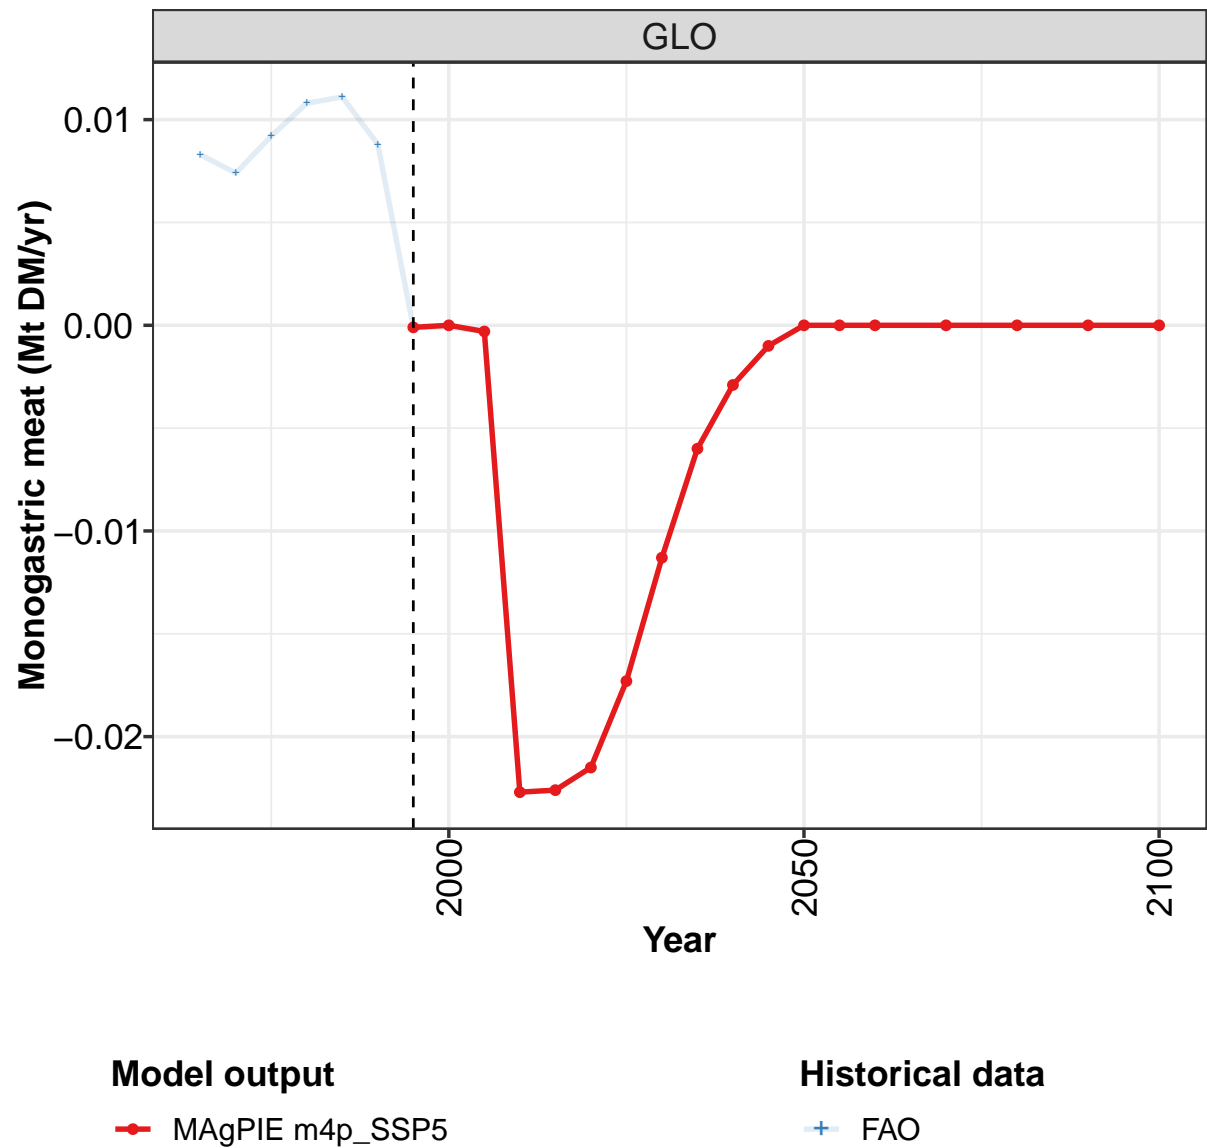 GLO
Monogastric meat (Mt DM/yr)
0.01
0.00
−0.01
−0.02
2000
2050
2100
Year
Model output
MAgPIE m4p_SSP5
Historical data
FAO